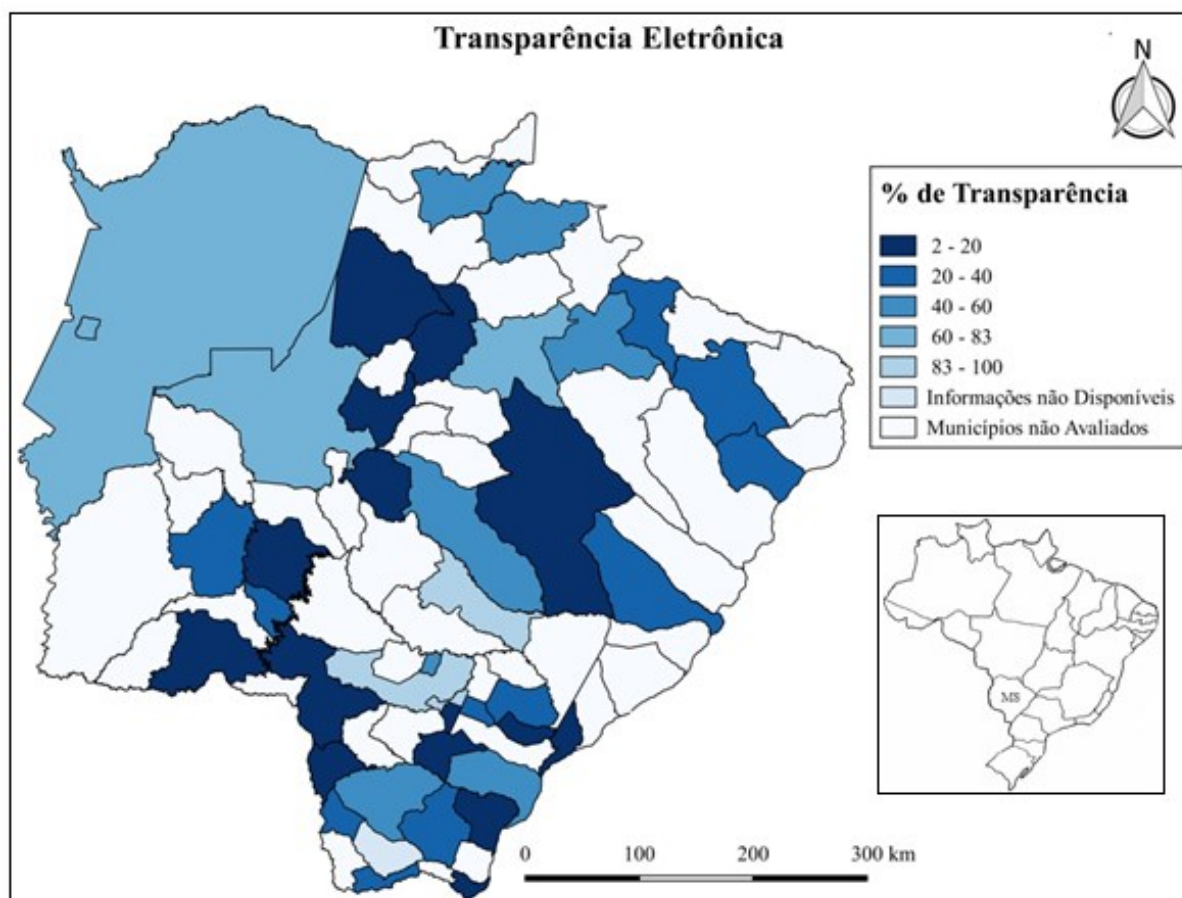 Transparência Eletrônica
N
% de Transparência
2 - 20
20 - 40
40 - 60
60 - 83
83 - 100
Informações não Disponíveis
Municípios não Avaliados
MS
0 100 200 300 km